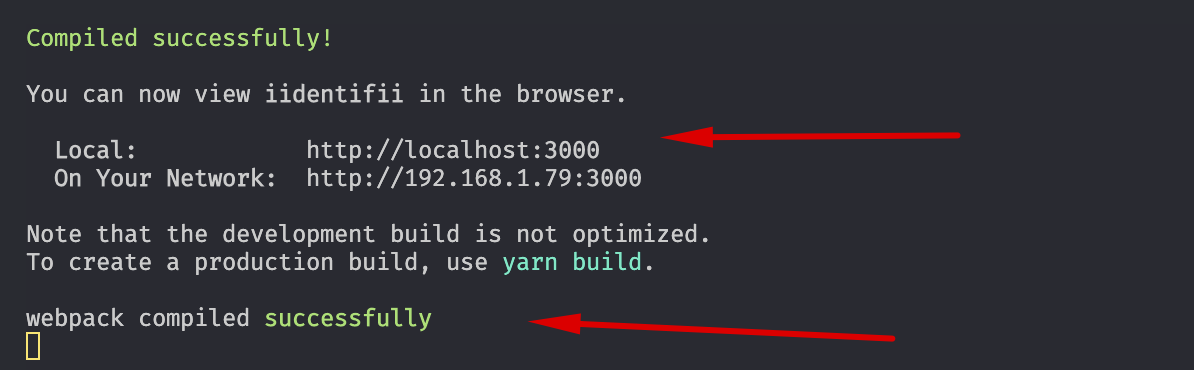 Compiled successfully!
You can now view iidentifii in the browser.
Local: http://localhost:3000
On Your Network: http://192.168.1.79:3000
Note that the development build is not optimized.
To create a production build, use yarn build.
webpack compiled successfully